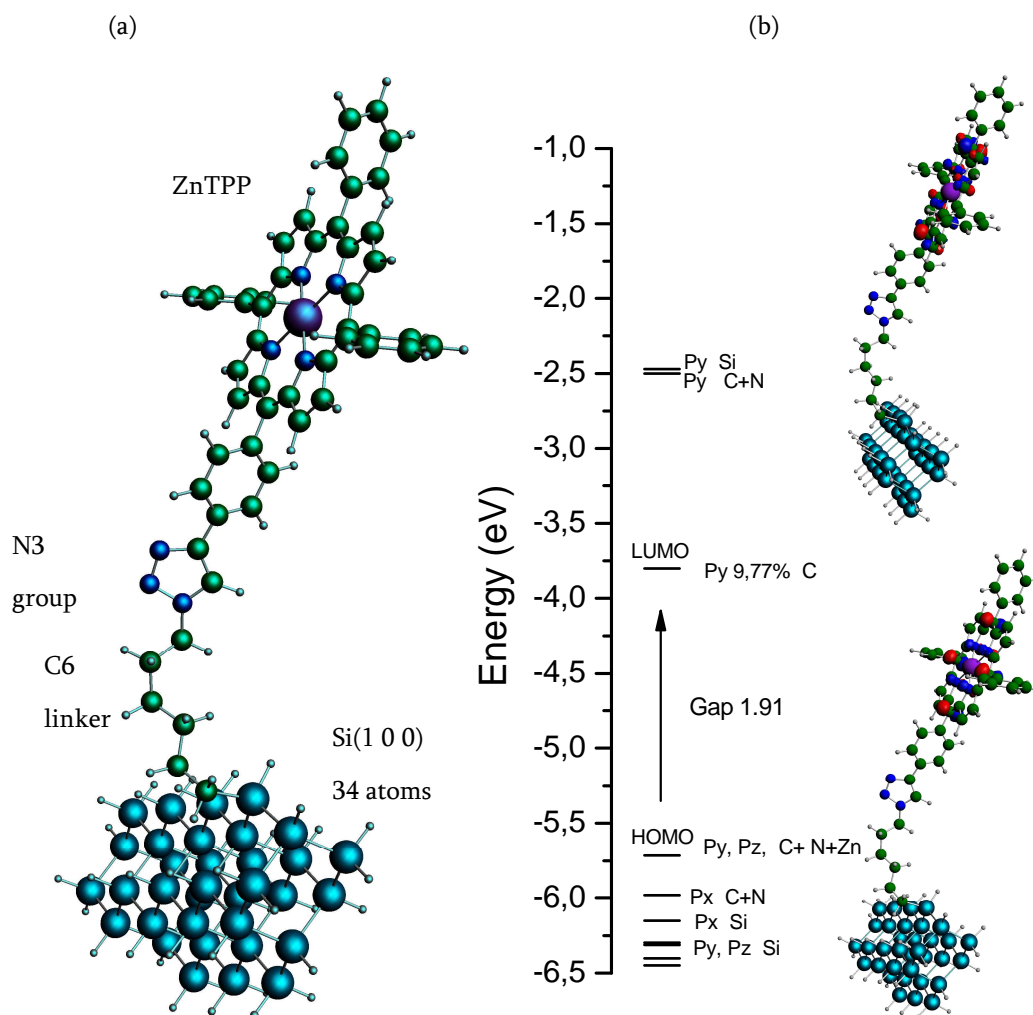 (a)
ZnTPP
N3
group
C6
linker
Si(1 0 0)
34 atoms
(b)
Energy (eV)
-1,0
-1,5
-2,0
-2,5
-3,0
-3,5
-4,0
-4,5
-5,0
-5,5
-6,0
-6,5
Py Si
Py C+N
LUMO
Py 9,77% C
Gap 1.91
HOMO
Py, Pz, C+ N+Zn
Px C+N
Px Si
Py, Pz Si